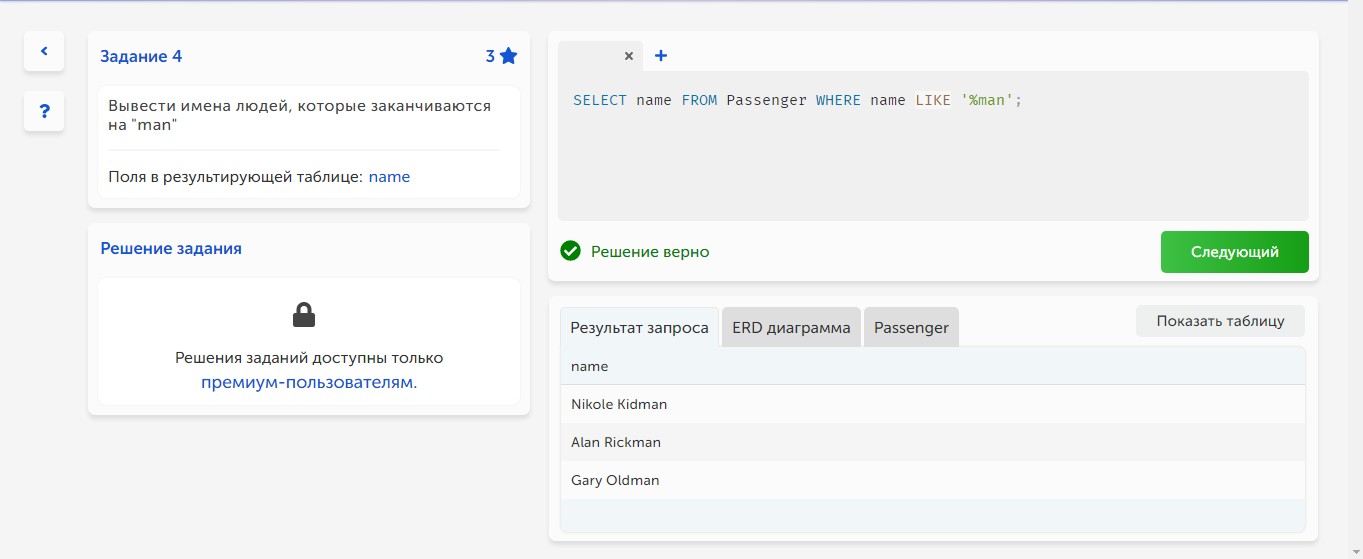 Задание 4
3
Вывести имена людей, которые заканчиваются
на "man"
Поля в результирующей таблице: name
?
Решение задания
Решения заданий доступны только
премиум-пользователям.
SELECT name FROM Passenger WHERE name LIKE '%man';
Решение верно
Следующий
Результат запроса
ERD диаграмма
Passenger
Показать таблицу
name
Nikole Kidman
Alan Rickman
Gary Oldman